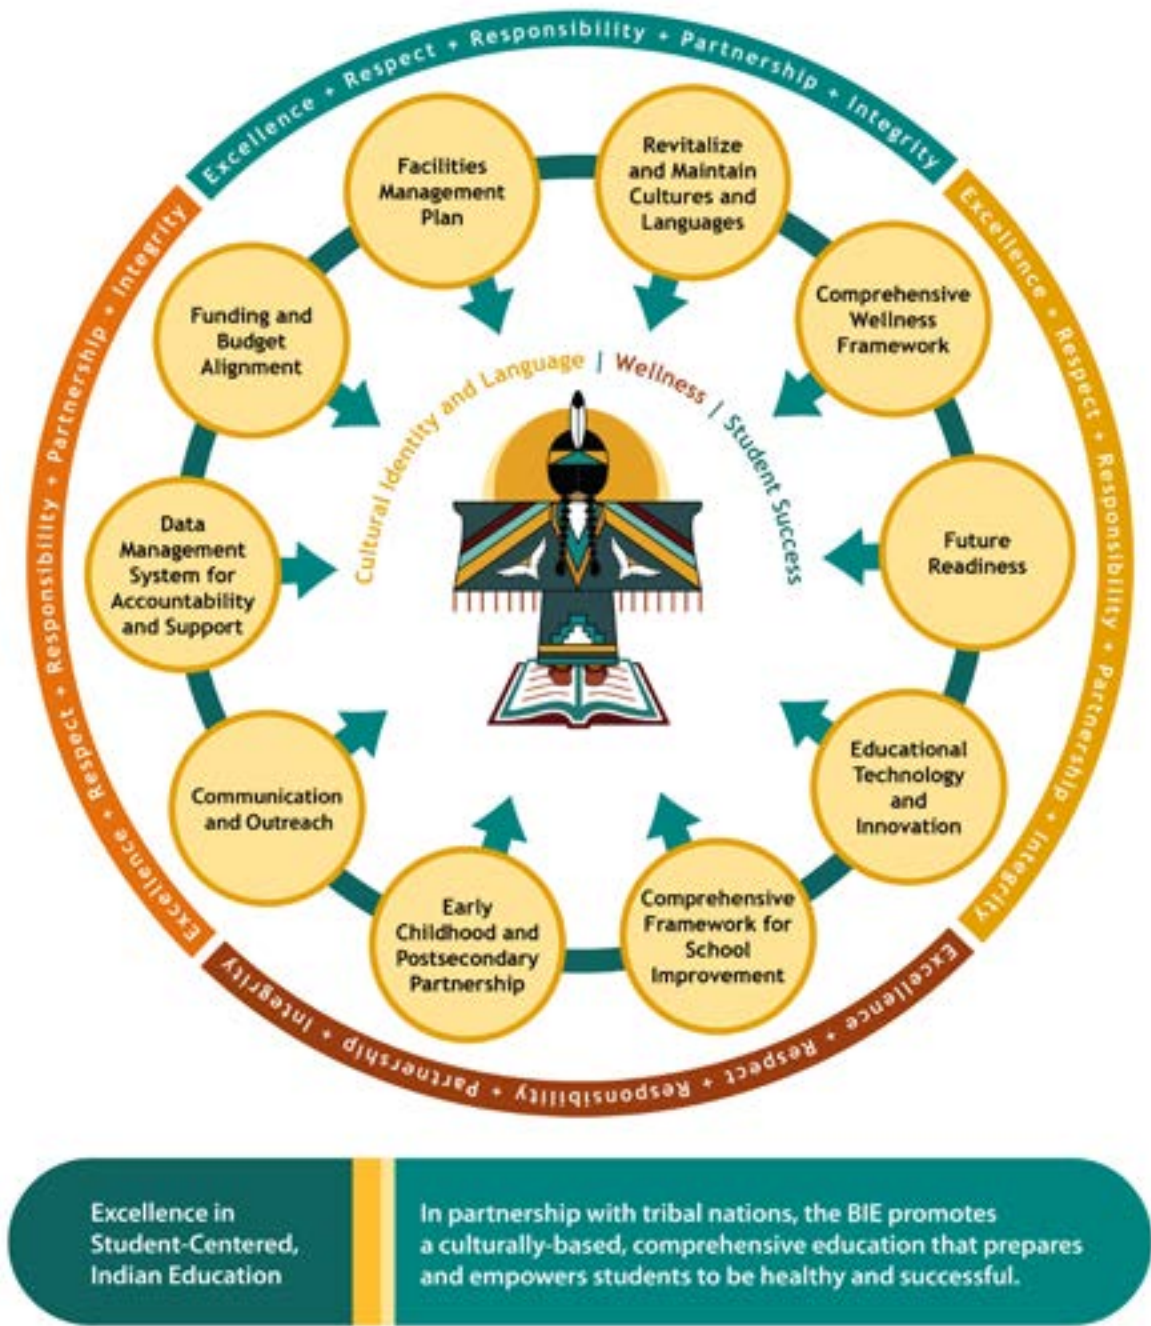 Excellence + Respect + Responsibility + Partnership + Integrity
Excellence + Respect + Responsibility + Partnership + Integrity
Excellence + Respect + Responsibility + Partnership + Integrity
Excellence + Respect + Responsibility + Partnership + Integrity
Facilities
Management
Plan
Revitalize
and Maintain
Cultures and
Languages
Comprehensive
Wellness
Framework
Future
Readiness
Educational
Technology
and
Innovation
Comprehensive
Framework for
School
Improvement
Early
Childhood and
Postsecondary
Partnership
Communication
and Outreach
Data
Management
System for
Accountability
and Support
Funding and
Budget
Alignment
Cultural Identity and Language | Wellness | Student Success
Excellence in
Student-Centered,
Indian Education
In partnership with tribal nations, the BIE promotes
a culturally-based, comprehensive education that prepares
and empowers students to be healthy and successful.